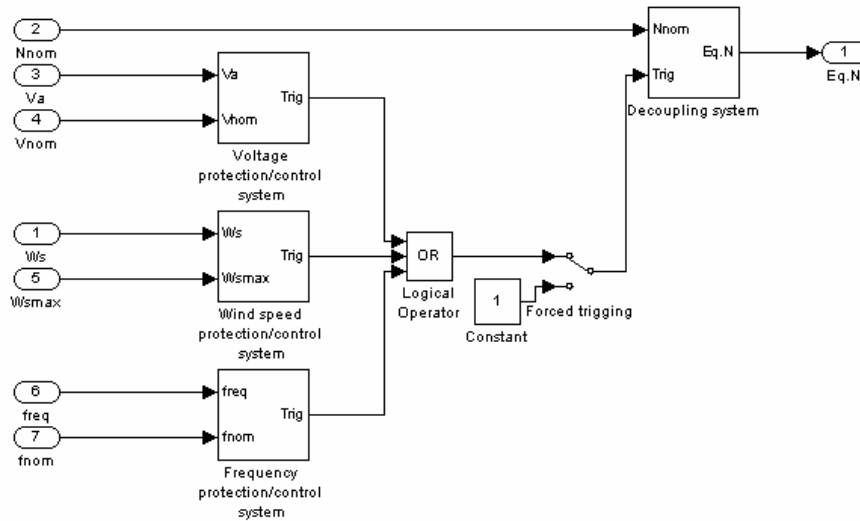 2
Nnom
3
Va
4
Vnom
Va
Vnom
Trig
Voltage
protection/control
system
1
Ws
5
Wsmax
Ws
Wsmax
Trig
Wind speed
protection/control
system
6
freq
7
fnom
freq
fnom
Trig
Frequency
protection/control
system
OR
Logical
Operator
1
Constant
Forced trigging
Nnom
Trig
Eq.N
Decoupling system
1
Eq.N